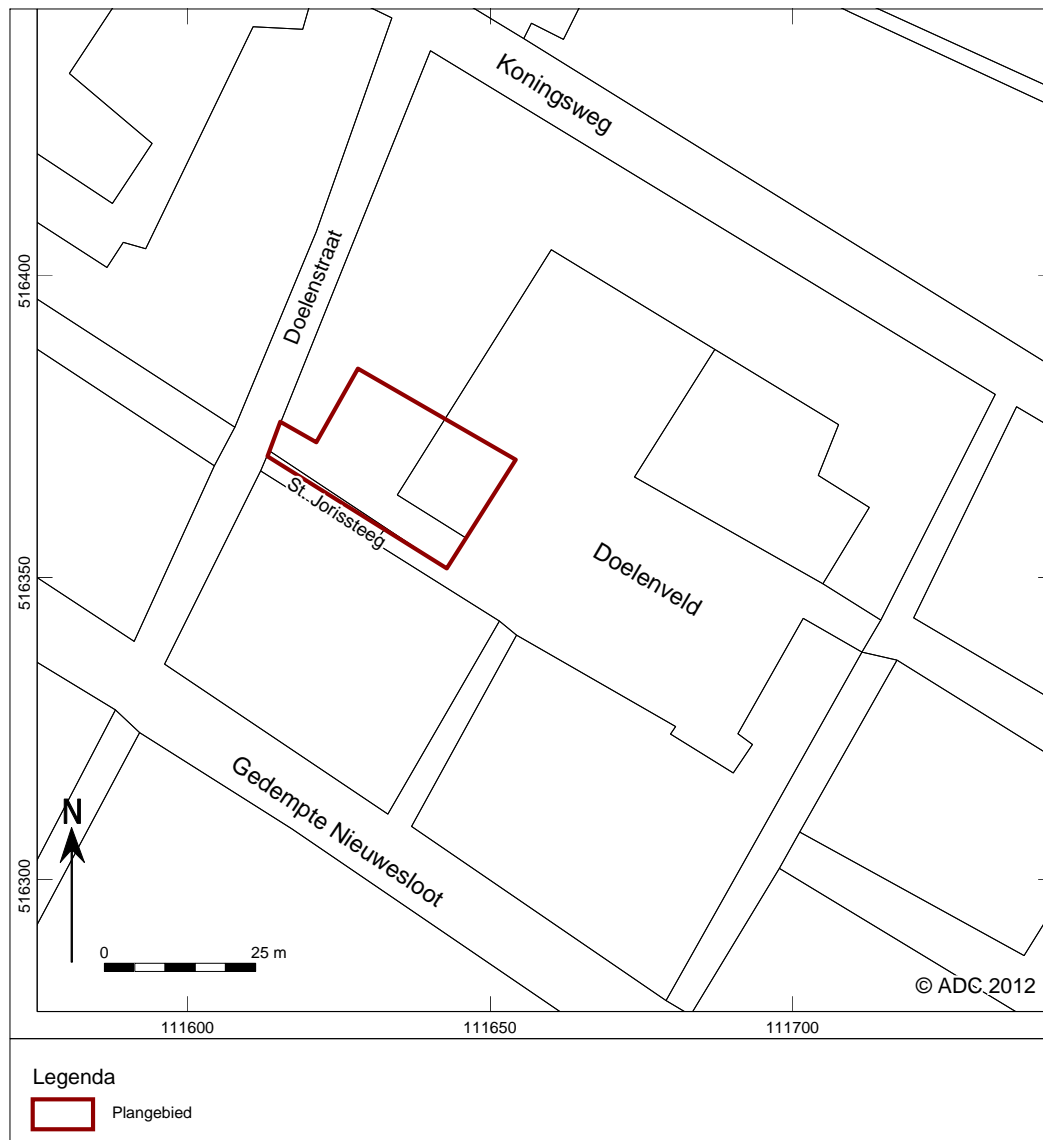 Koningsweg
Doelenstraat
516400
St. Jorissteeg
Doelenveld
516350
Gedempte Nieuwesloot
N
516300
0 25 m
© ADC 2012
111600 111650 111700
Legenda
Plangebied